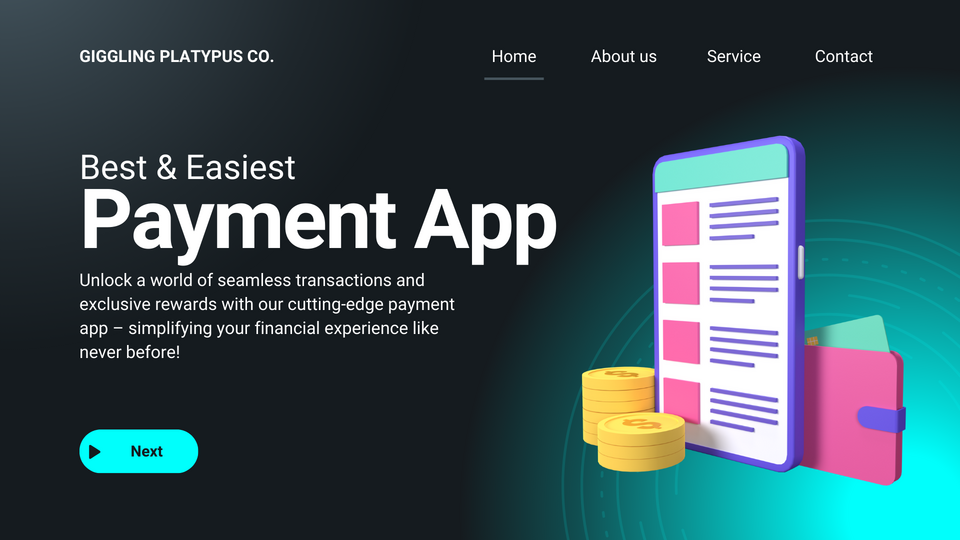 GIGGLING PLATYPUS CO.
Home
About us
Service
Contact
Best & Easiest
Payment App
Unlock a world of seamless transactions and
exclusive rewards with our cutting-edge payment
app – simplifying your financial experience like
never before!
Next
$
$